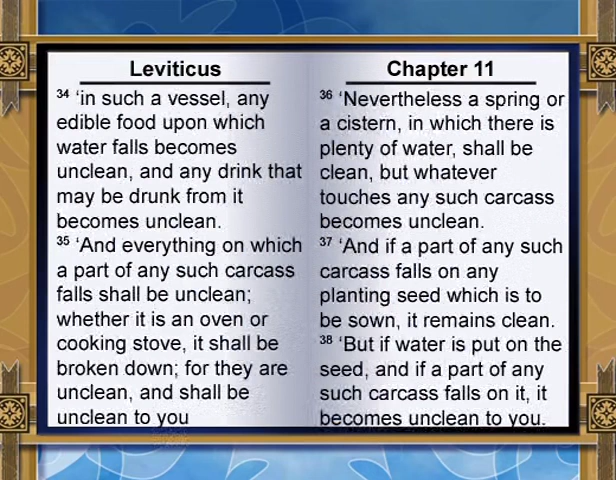 Leviticus
34 ‘in such a vessel, any
edible food upon which
water falls becomes
unclean, and any drink that
may be drunk from it
becomes unclean.
35 ‘And everything on which
a part of any such carcass
falls shall be unclean;
whether it is an oven or
cooking stove, it shall be
broken down; for they are
unclean, and shall be
unclean to you
Chapter 11
36 ‘Nevertheless a spring or
a cistern, in which there is
plenty of water, shall be
clean, but whatever
touches any such carcass
becomes unclean.
37 ‘And if a part of any such
carcass falls on any
planting seed which is to
be sown, it remains clean.
38 ‘But if water is put on the
seed, and if a part of any
such carcass falls on it, it
becomes unclean to you.